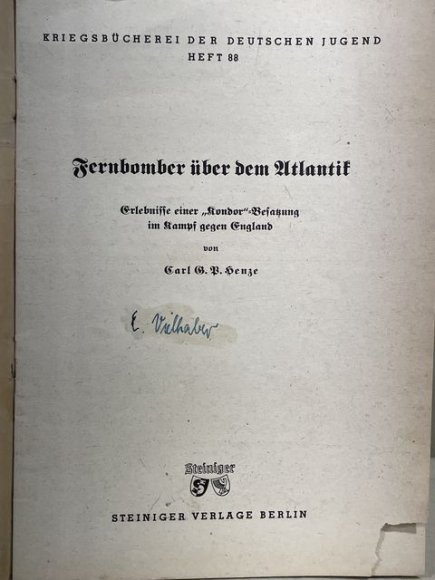 KRIEGSBÜCHEREI DER DEUTSCHEN JUGEND
HEFT 88
Fernbomber über dem Atlantik
Erlebnisse einer „Kondor"-Besatzung
im Kampf gegen England
von
Carl G. P. Henze
E. Vielhaber
Steiniger
STEINIGER VERLAGE BERLIN